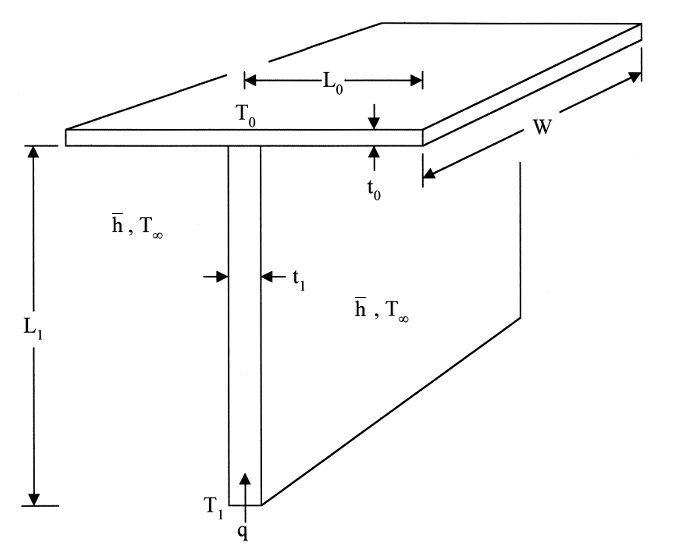 L₀
T₀
W
t₀
h̄ , T∞
t₁
h̄ , T∞
L₁
T₁
q